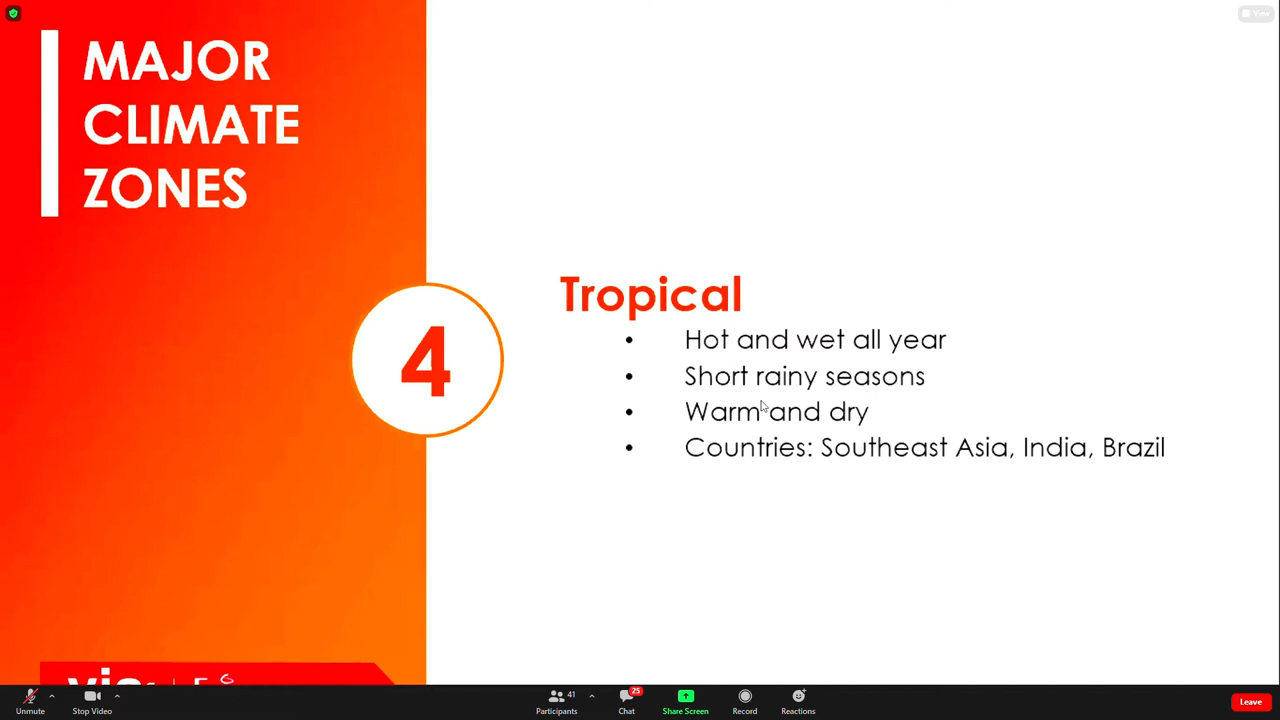 View
MAJOR
CLIMATE
ZONES
4
Tropical
• Hot and wet all year
• Short rainy seasons
• Warm and dry
• Countries: Southeast Asia, India, Brazil
Unmute
Stop Video
Participants
41
Chat
25
Share Screen
Record
Reactions
Leave